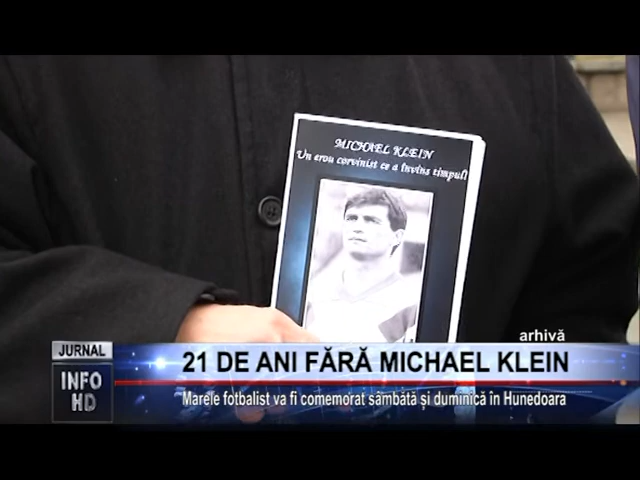 MICHAEL KLEIN
Un erou corvinist ce a învins timpul!
arhivă
JURNAL
INFO
HD
21 DE ANI FĂRĂ MICHAEL KLEIN
Marele fotbalist va fi comemorat sâmbătă și duminică în Hunedoara